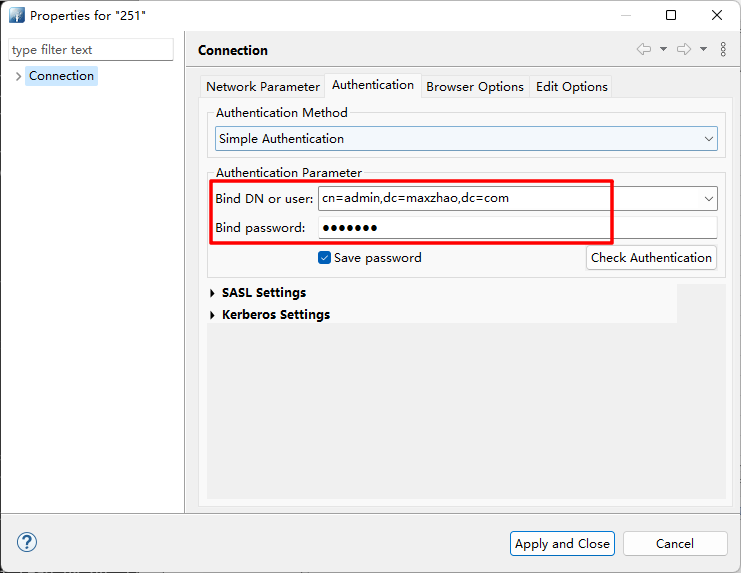 Properties for "251"
type filter text
Connection
Connection
Network Parameter Authentication Browser Options Edit Options
Authentication Method
Simple Authentication
Authentication Parameter
Bind DN or user: cn=admin,dc=maxzhao,dc=com
Bind password: ●●●●●●●
Save password Check Authentication
SASL Settings
Kerberos Settings
? Apply and Close Cancel